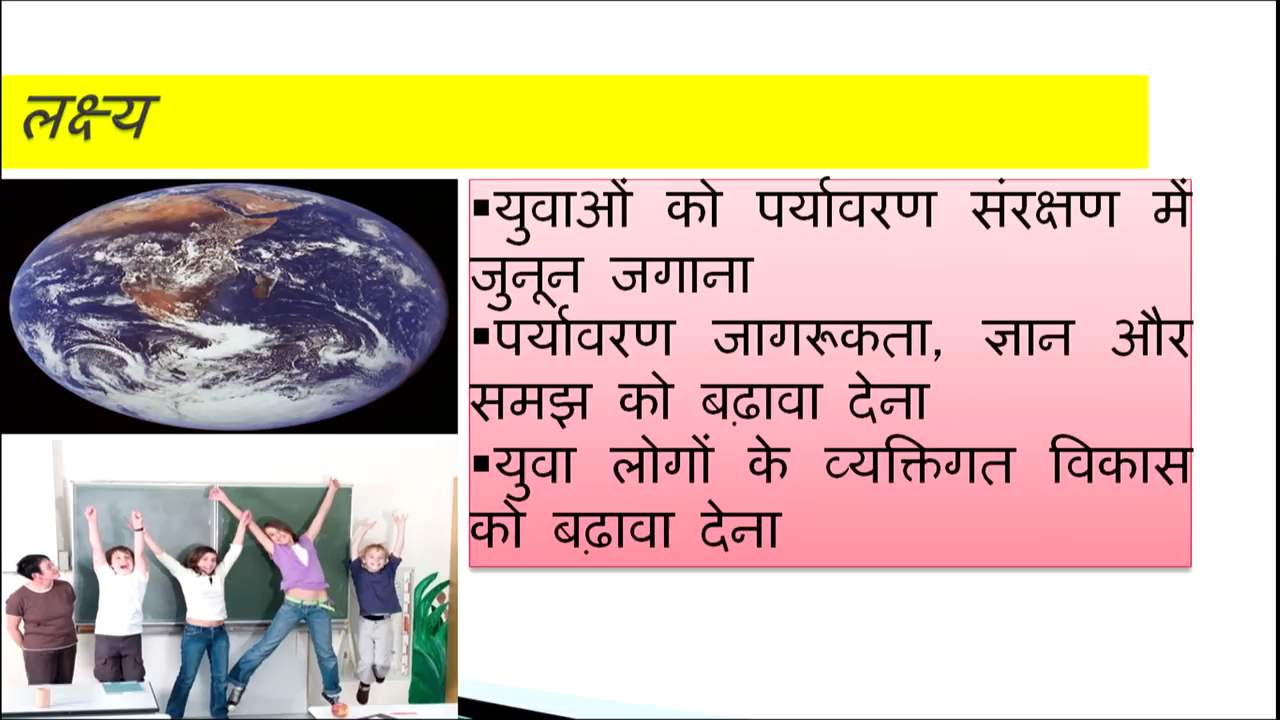 लक्ष्य
▪युवाओं को पर्यावरण संरक्षण में
जुनून जगाना
▪पर्यावरण जागरूकता, ज्ञान और
समझ को बढ़ावा देना
▪युवा लोगों के व्यक्तिगत विकास
को बढ़ावा देना